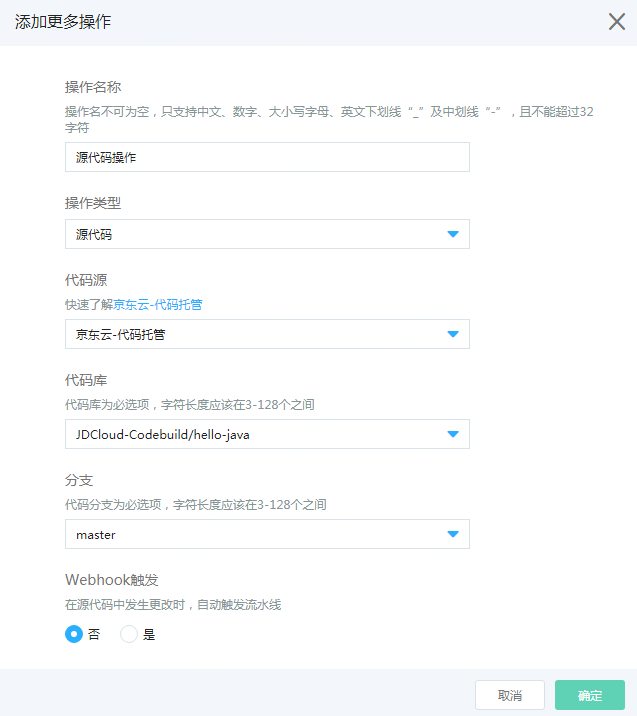 添加更多操作
操作名称
操作名不可为空，只支持中文、数字、大小写字母、英文下划线“_”及中划线“-”，且不能超过32
字符
源代码操作
操作类型
源代码
代码源
快速了解京东云-代码托管
京东云-代码托管
代码库
代码库为必选项，字符长度应该在3-128个之间
JDCloud-Codebuild/hello-java
分支
代码分支为必选项，字符长度应该在3-128个之间
master
Webhook触发
在源代码中发生更改时，自动触发流水线
否 是
取消 确定